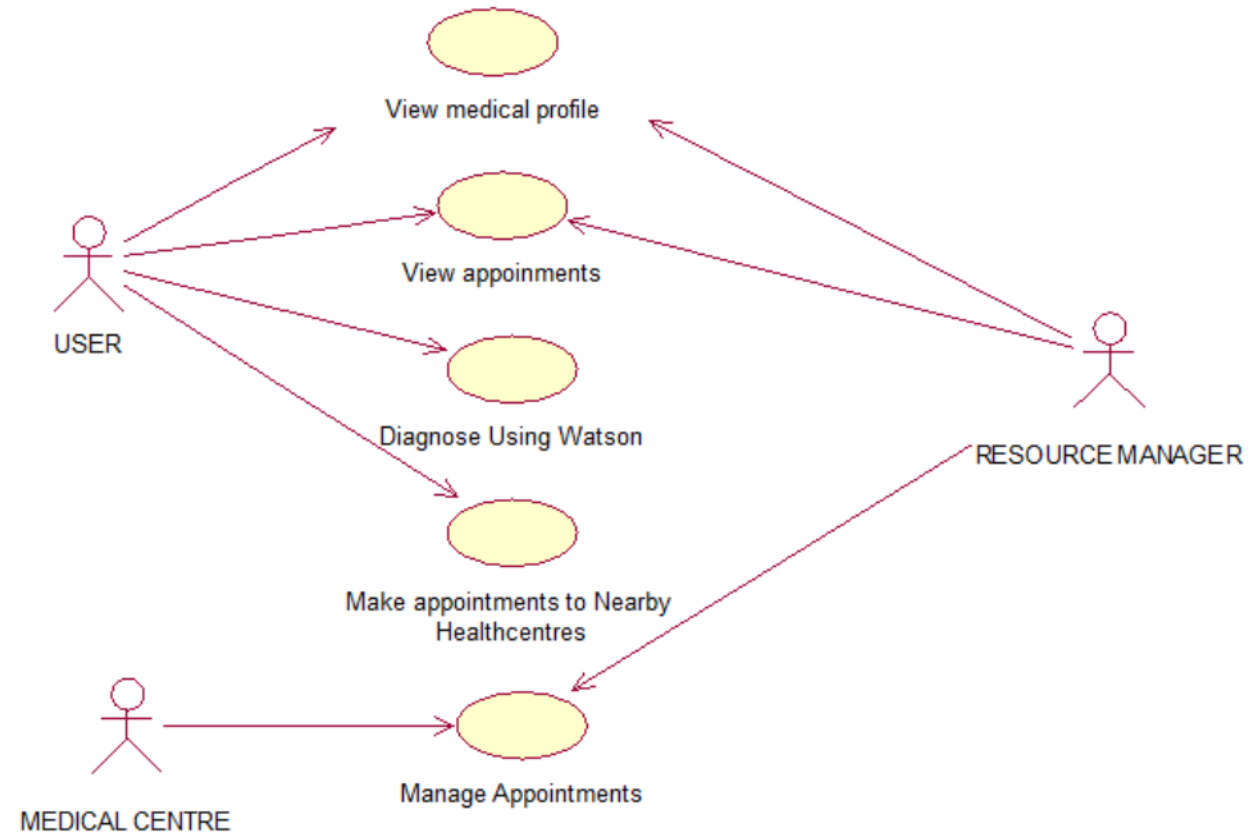 View medical profile
View appoinments
USER
Diagnose Using Watson
RESOURCE MANAGER
Make appointments to Nearby
Healthcentres
Manage Appointments
MEDICAL CENTRE